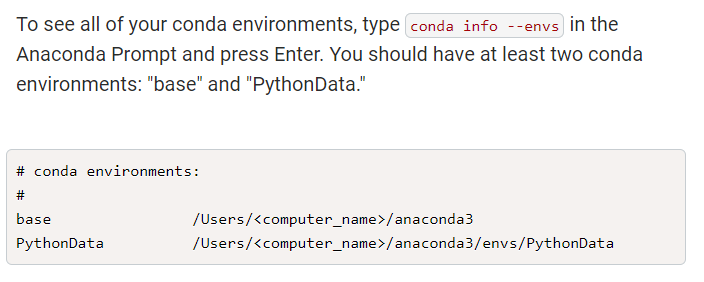 To see all of your conda environments, type conda info --envs in the
Anaconda Prompt and press Enter. You should have at least two conda
environments: "base" and "PythonData."
# conda environments:
#
base                     /Users/<computer_name>/anaconda3
PythonData               /Users/<computer_name>/anaconda3/envs/PythonData